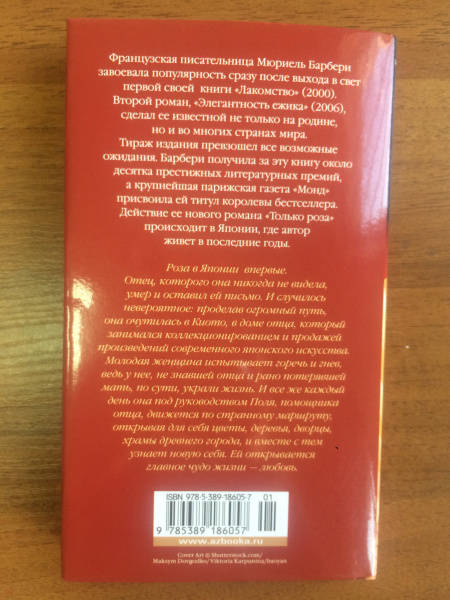 Французская писательница Мюриель Барбери
завоевала популярность сразу после выхода в свет
первой своей книги «Лакомство» (2000).
Второй роман, «Элегантность ежика» (2006),
сделал ее известной не только на родине,
но и во многих странах мира.
Тираж издания превзошел все возможные
ожидания. Барбери получила за эту книгу около
десятка престижных литературных премий,
а крупнейшая парижская газета «Монд»
присвоила ей титул королевы бестселлера.
Действие ее нового романа «Только роза»
происходит в Японии, где автор
живет в последние годы.
Роза в Японии впервые.
Отец, которого она никогда не видела,
умер и оставил ей письмо. И случилось
невероятное: проделав огромный путь,
она очутилась в Киото, в доме отца, который
занимался коллекционированием и продажей
произведений современного японского искусства.
Молодая женщина испытывает горечь и гнев,
ведь у нее, не знавшей отца и рано потерявшей
мать, по сути, украли жизнь. И все же каждый
день она под руководством Поля, помощника
отца, движется по странному маршруту,
открывая для себя цветы, деревья, дворцы,
храмы древнего города, и вместе с тем
узнает новую себя. Ей открывается
главное чудо жизни — любовь.
ISBN 978-5-389-18605-7 01
9 785389 186057
www.azbooka.ru
Cover Art © Shutterstock.com/
Maksym Dovgodko/Viktoria Karpunina/Inroyan